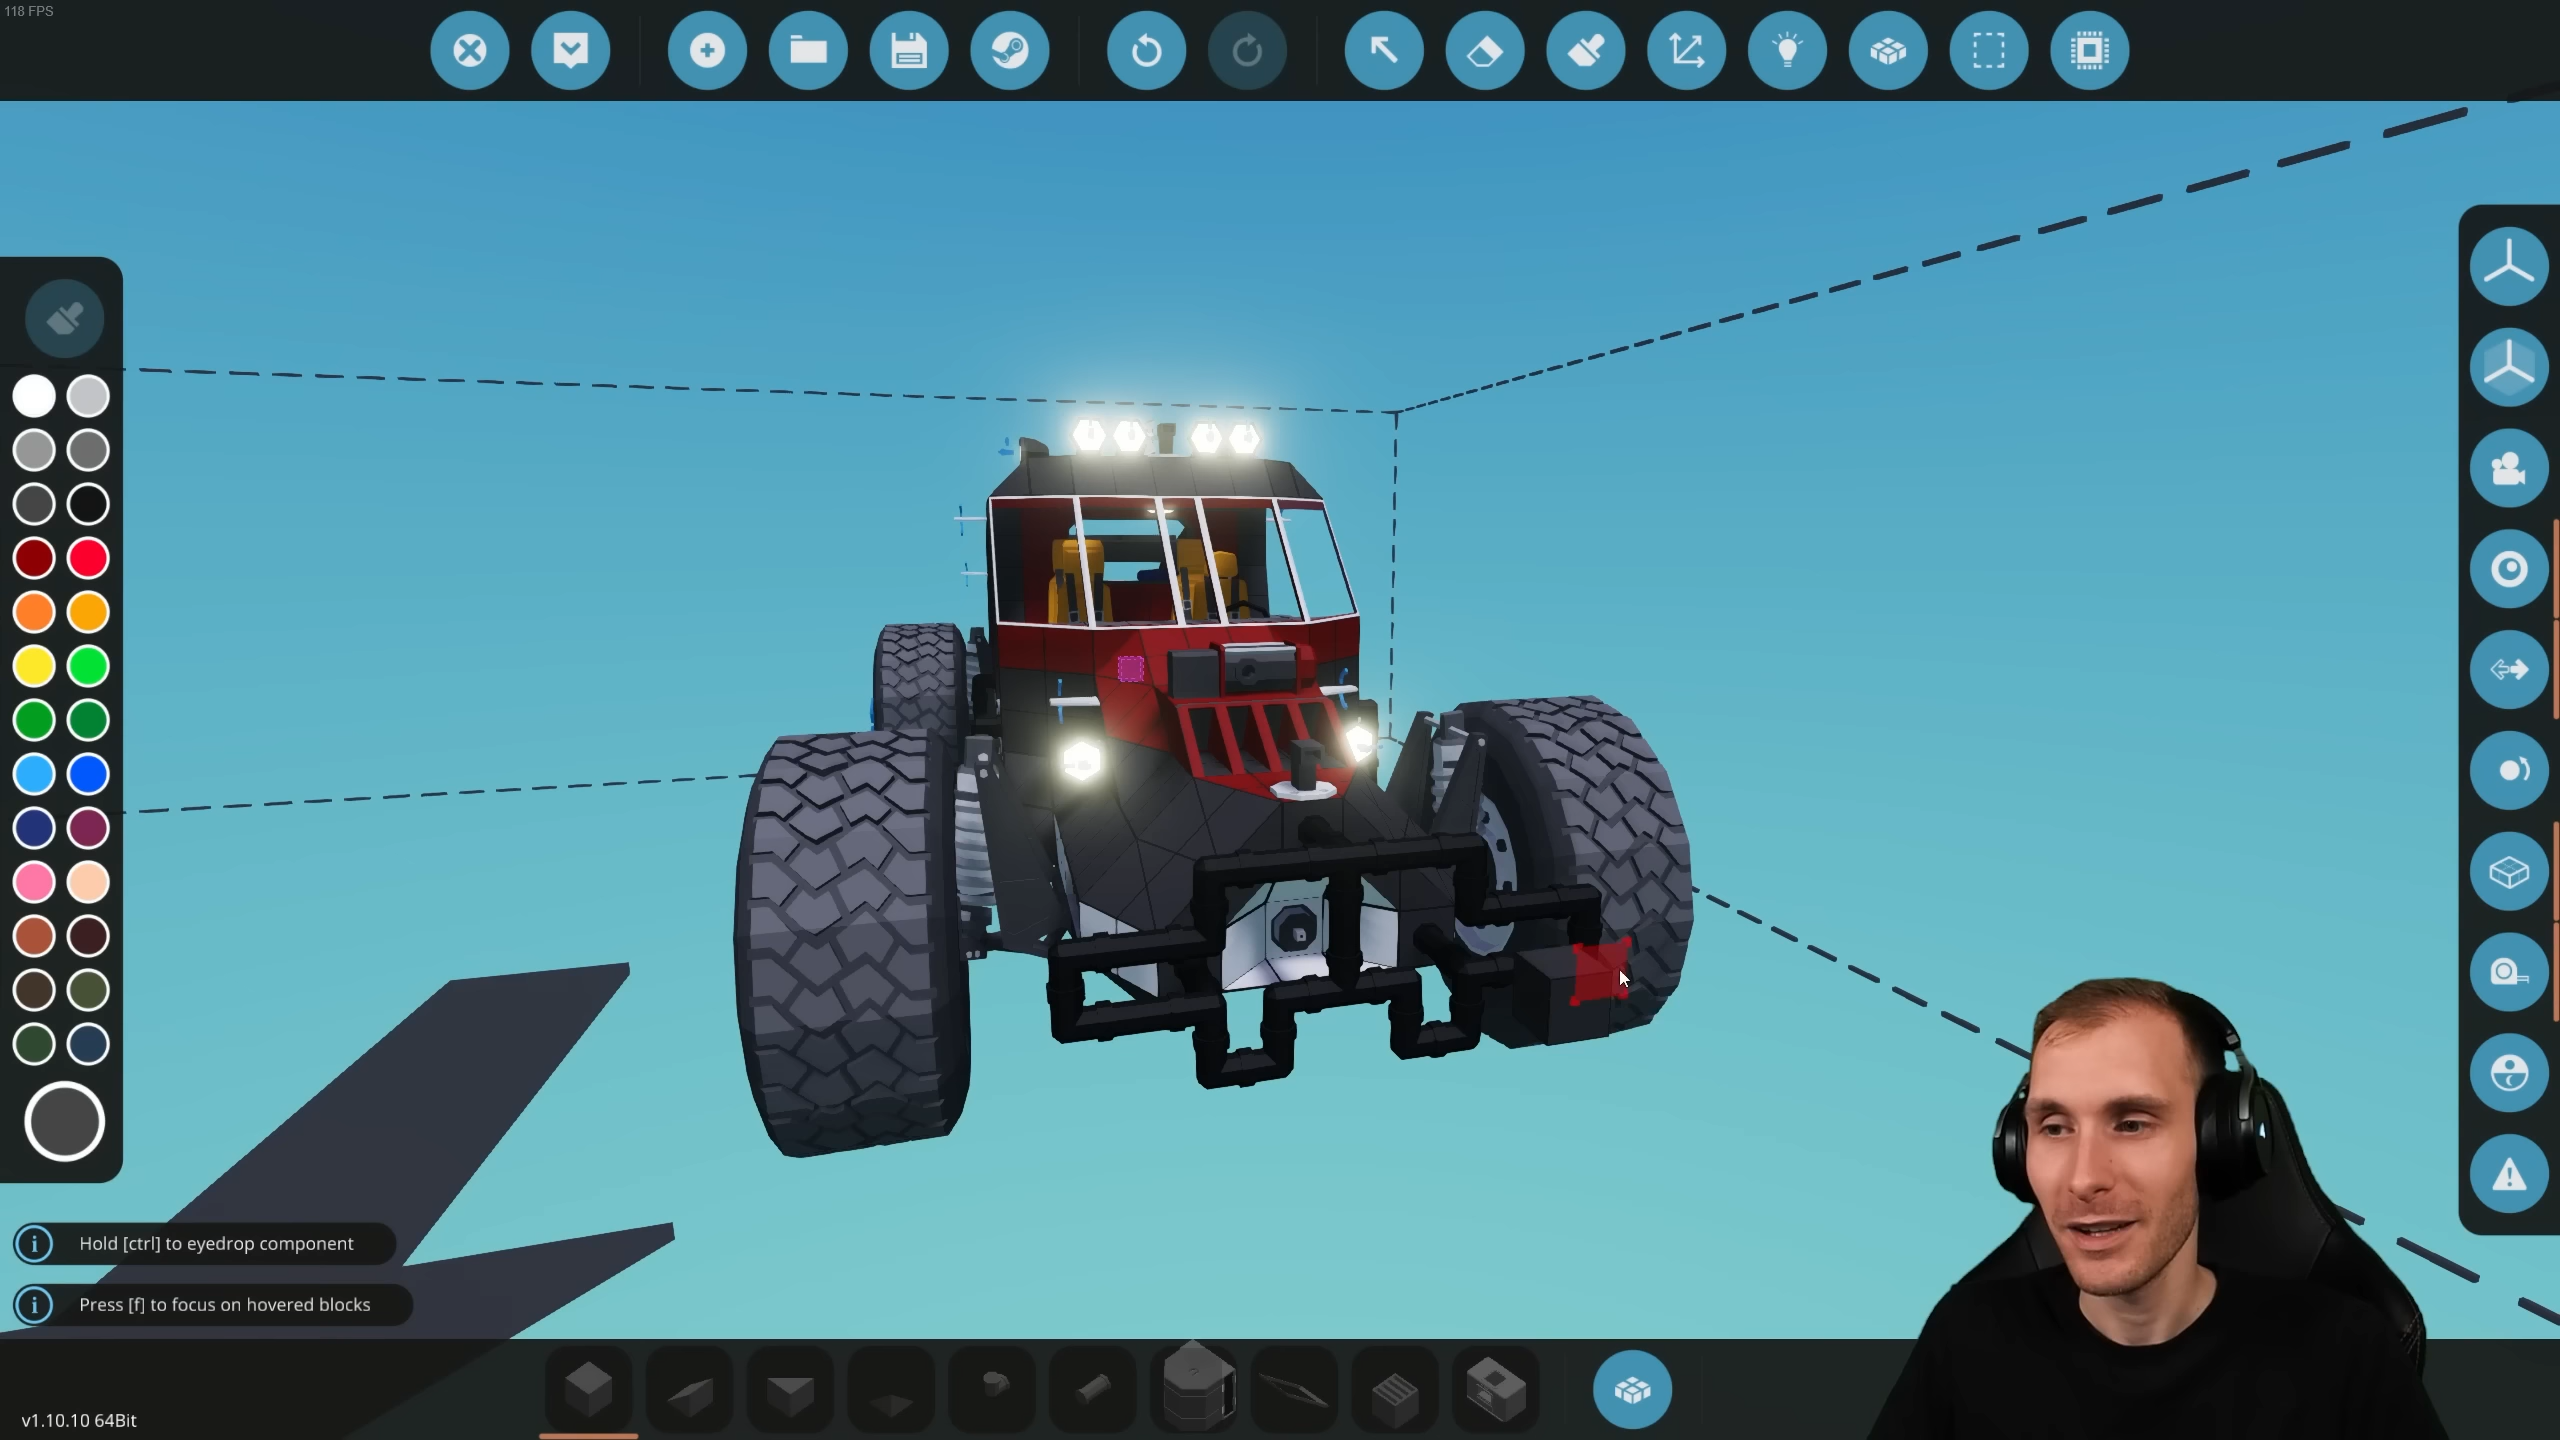 118 FPS
Hold [ctrl] to eyedrop component
Press [f] to focus on hovered blocks
v1.10.10 64Bit